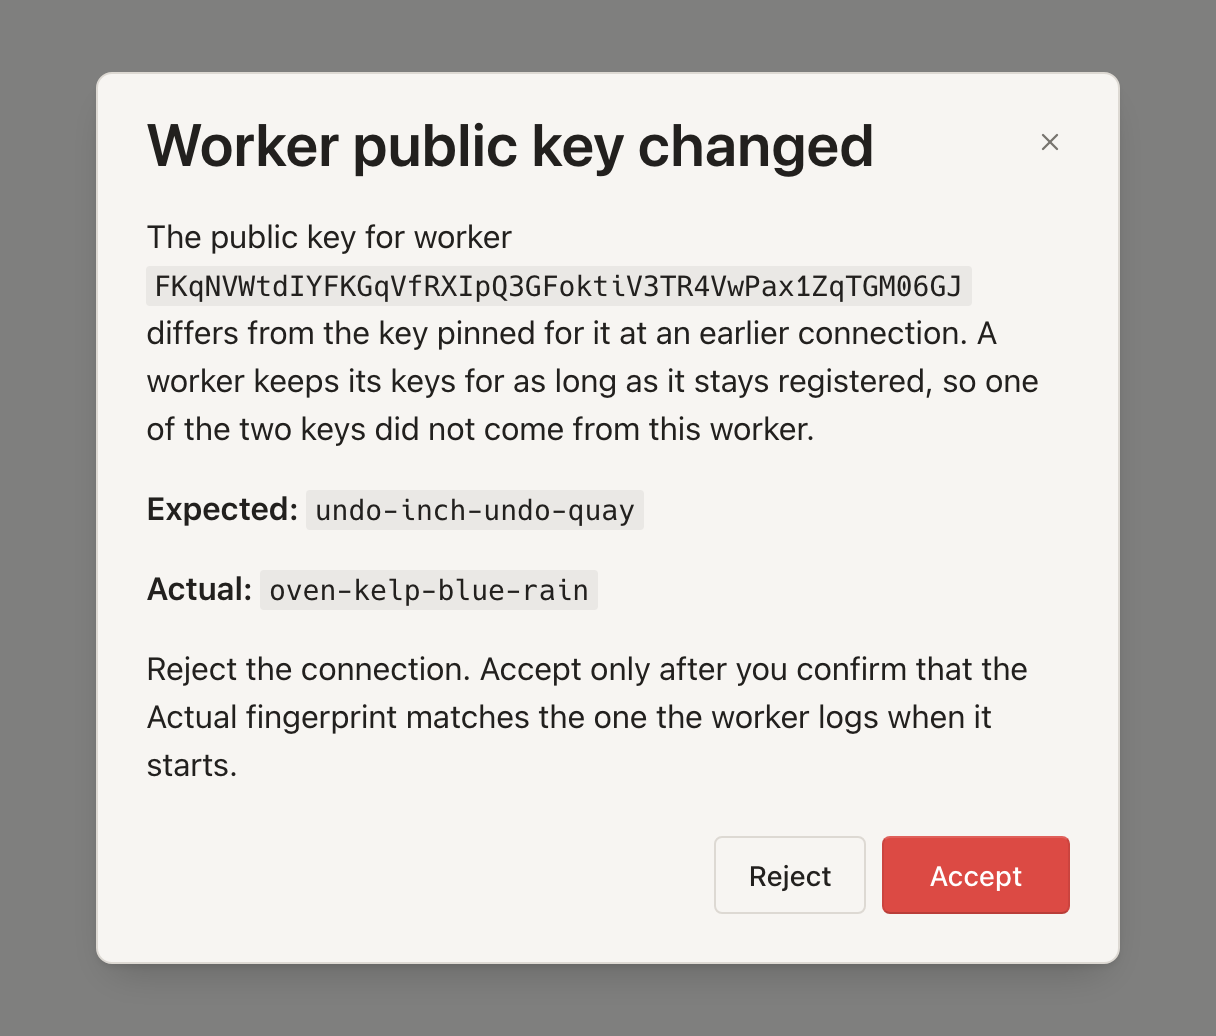 Worker public key changed
The public key for worker
FKqNVWtdIYFKGqVfRXIpQ3GFoktiV3TR4VwPax1ZqTGM06GJ
differs from the key pinned for it at an earlier connection. A
worker keeps its keys for as long as it stays registered, so one
of the two keys did not come from this worker.
Expected: undo-inch-undo-quay
Actual: oven-kelp-blue-rain
Reject the connection. Accept only after you confirm that the
Actual fingerprint matches the one the worker logs when it
starts.
Reject
Accept